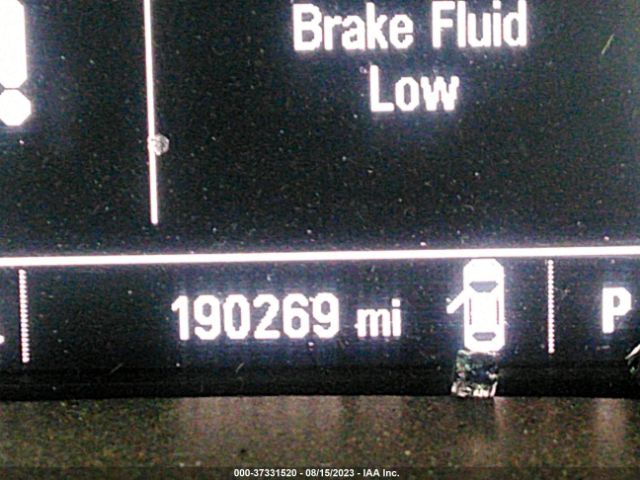 Brake Fluid
Low
190269 mi
P
000-37331520 - 08/15/2023 - IAA Inc.